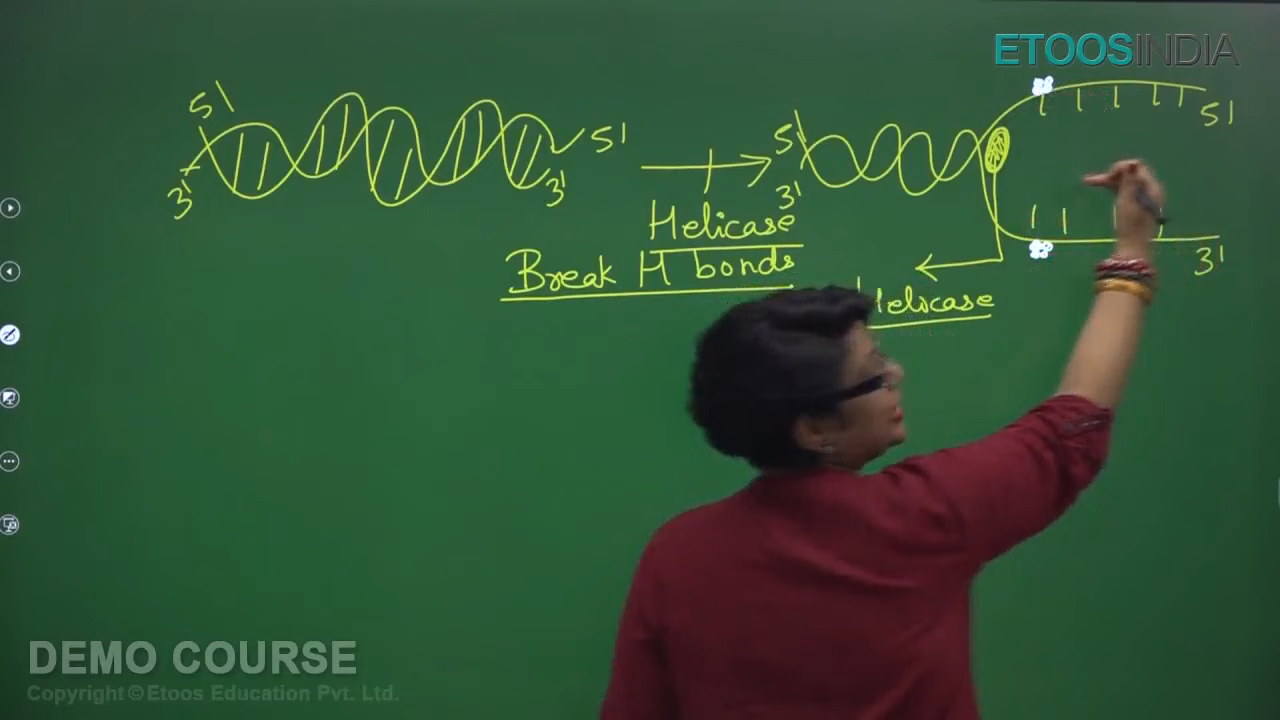 ETOOSINDIA
5' 5' 5' 5'
3' 3' 3' 3'
Helicase
Break H bonds
Helicase
DEMO COURSE
Copyright © Etoos Education Pvt. Ltd.